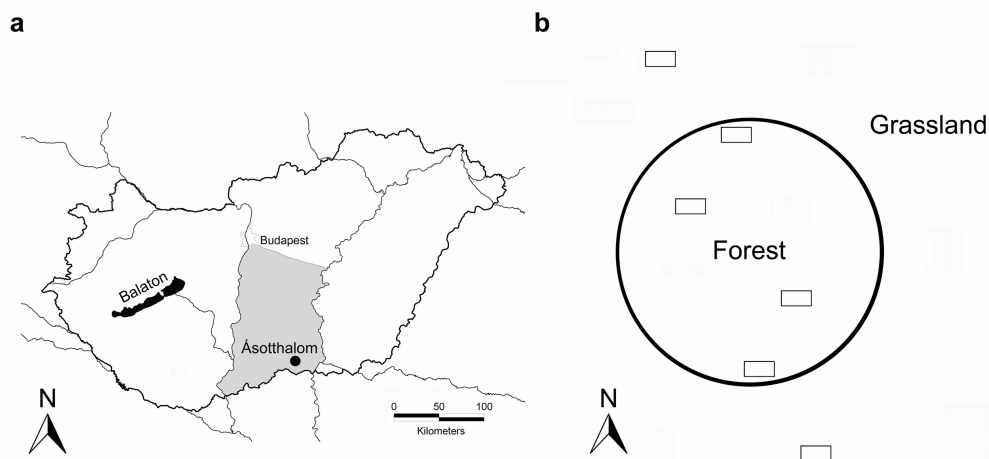 a
Budapest
Balaton
Ásotthalom
N
0 50 100
Kilometers
b
Grassland
Forest
N